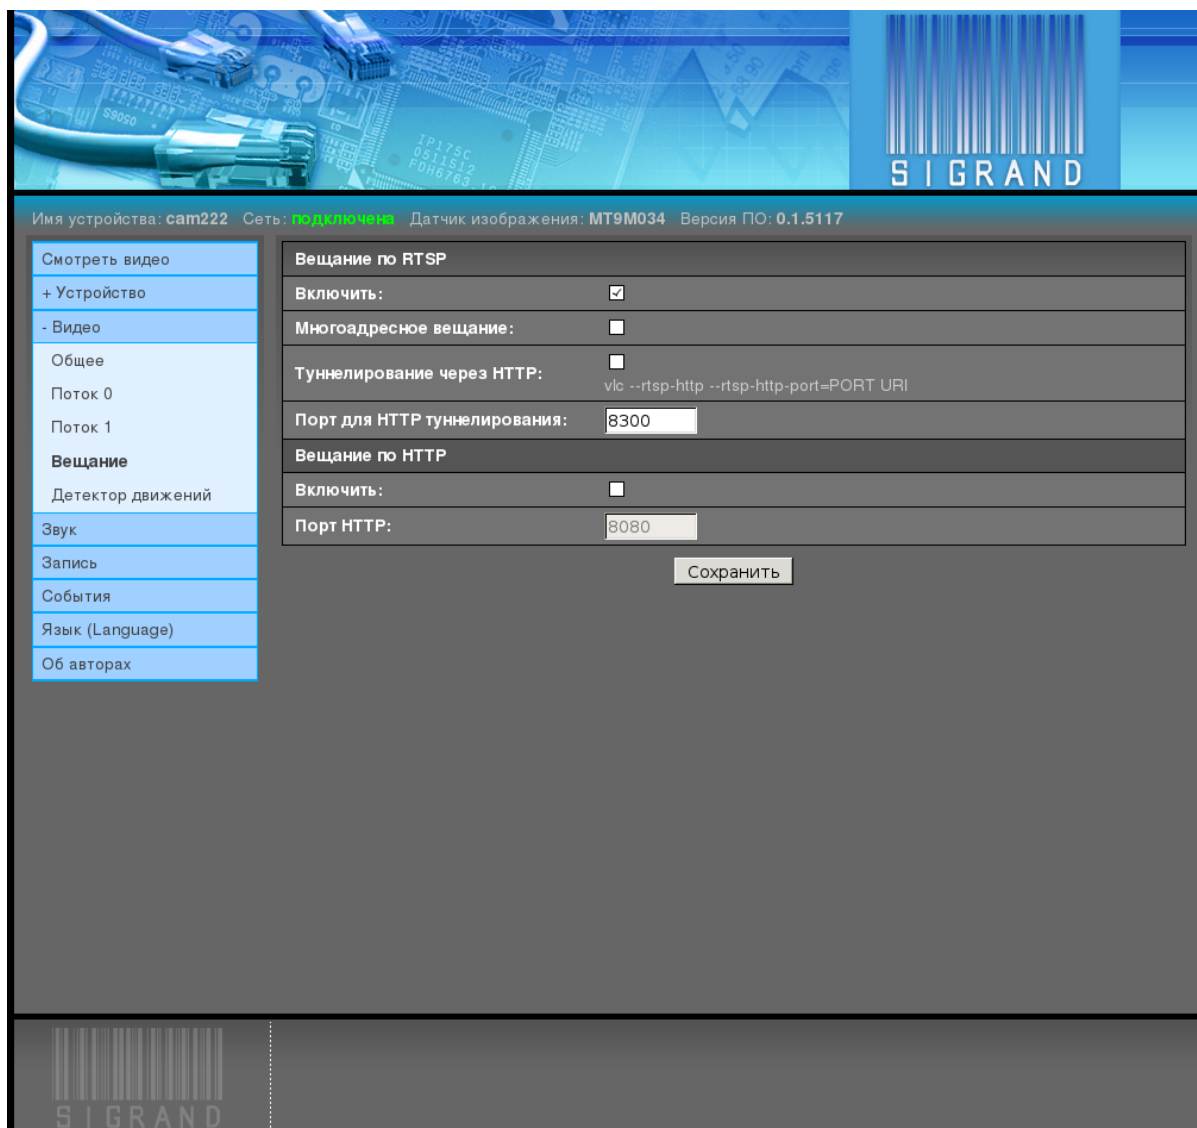 S9OSO
IP175C
0511S12
SIGRAND
Имя устройства: cam222 Сеть: подключена Датчик изображения: MT9M034 Версия ПО: 0.1.5117
Смотреть видео
+ Устройство
- Видео
Общее
Поток 0
Поток 1
Вещание
Детектор движений
Звук
Запись
События
Язык (Language)
Об авторах
Вещание по RTSP
Включить:
Многоадресное вещание:
Туннелирование через HTTP:
vlc --rtsp-http --rtsp-http-port=PORT URI
Порт для HTTP туннелирования: 8300
Вещание по HTTP
Включить:
Порт HTTP: 8080
Сохранить
SIGRAND